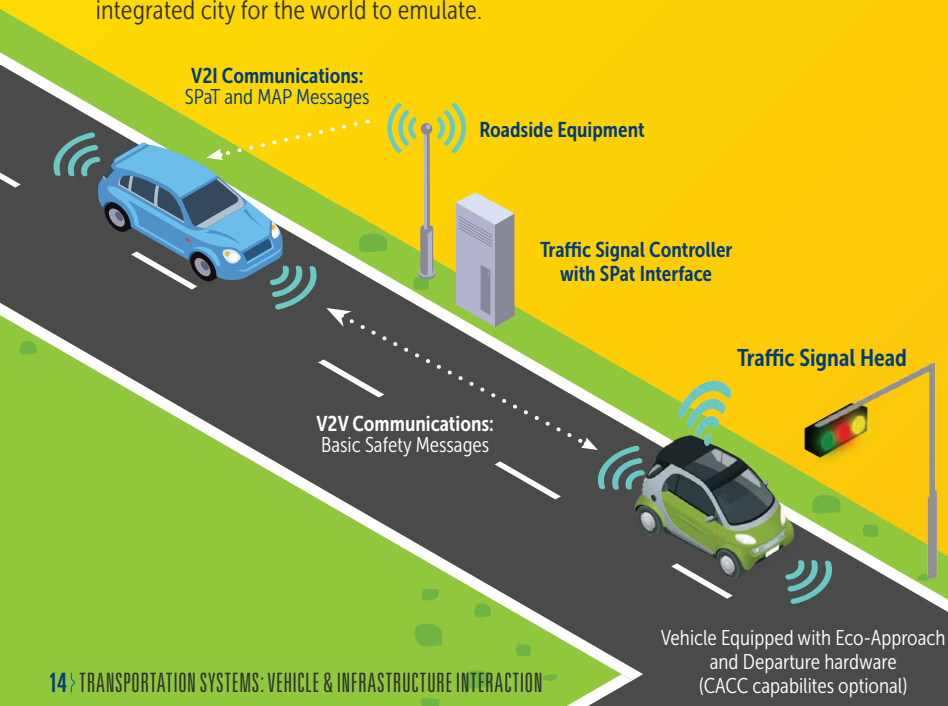 integrated city for the world to emulate.
V2I Communications:
SPaT and MAP Messages
Roadside Equipment
Traffic Signal Controller
with SPat Interface
Traffic Signal Head
V2V Communications:
Basic Safety Messages
Vehicle Equipped with Eco-Approach
and Departure hardware
(CACC capabilites optional)
14 › TRANSPORTATION SYSTEMS: VEHICLE & INFRASTRUCTURE INTERACTION